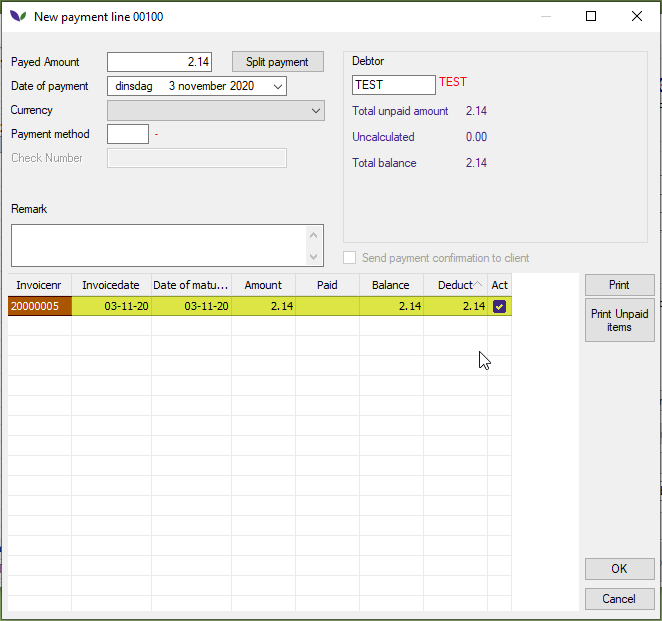 New payment line 00100
Payed Amount 2.14 Split payment
Date of payment dinsdag 3 november 2020
Currency
Payment method -
Check Number
Remark
Debtor
TEST TEST
Total unpaid amount 2.14
Uncalculated 0.00
Total balance 2.14
Send payment confirmation to client
Invoicenr Invoicedate Date of matu... Amount Paid Balance Deduct Act
20000005 03-11-20 03-11-20 2.14 2.14 2.14
Print
Print Unpaid
items
OK
Cancel